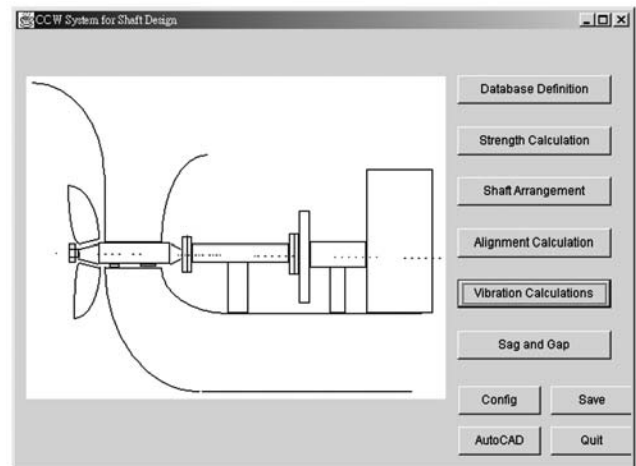 CCW System for Shaft Design
Database Definition
Strength Calculation
Shaft Arrangement
Alignment Calculation
Vibration Calculations
Sag and Gap
Config Save
AutoCAD Quit